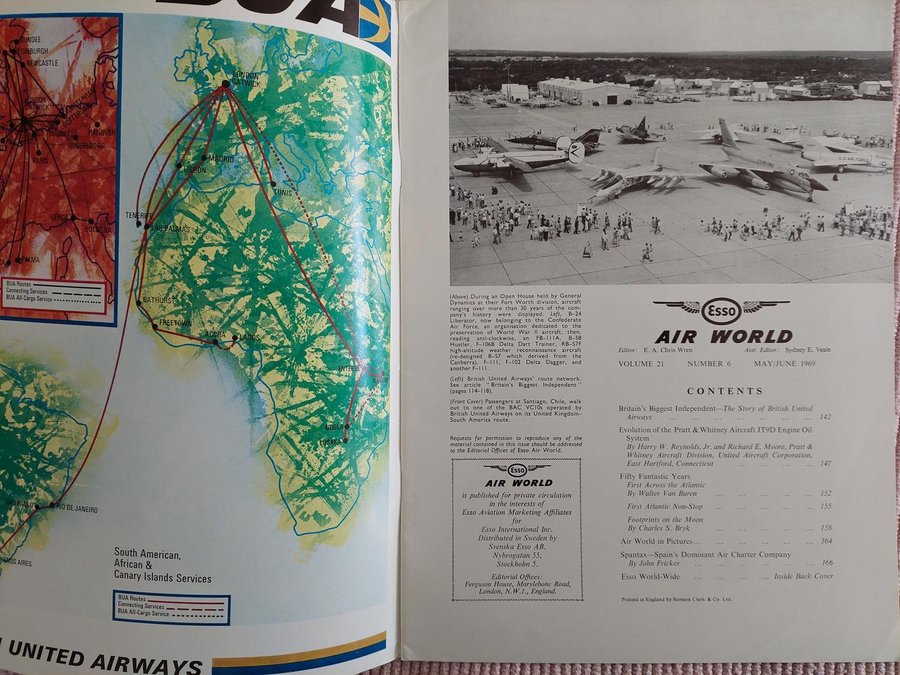 BUA
DUNDEE
EDINBURGH
NEWCASTLE
HANOVER
DUSSELDORF
PARIS
GENOA
PALMA
BUA Routes
Connecting Services
BUA All-Cargo Service
LONDON
GATWICK
MADRID
LISBON
TUNIS
TENERIFE
LAS PALMAS
BATHURST
FREETOWN
ACCRA
LAGOS
NDOLA
LUSAKA
RIO DE JANEIRO
BUENOS AIRES
South American,
African &
Canary Islands Services
BUA Routes
Connecting Services
BUA All-Cargo Service
UNITED AIRWAYS
(Above) During an Open House held by General
Dynamics at their Fort Worth division, aircraft
ranging over more than 30 years of the com-
pany's history were displayed. Left, B-24
Liberator, now belonging to the Confederate
Air Force, an organisation dedicated to the
preservation of World War II aircraft; then,
reading anti-clockwise, an FB-111A, B-58
Hustler, F-106B Delta Dart Trainer, RB-57F
high-altitude weather reconnaissance aircraft
(re-designed B-57 which derived from the
Canberra), F-111, F-102 Delta Dagger, and
another F-111.
(Left) British United Airways' route network.
See article "Britain's Biggest Independent"
(pages 114-118).
(Front Cover) Passengers at Santiago, Chile, walk
out to one of the BAC VC10s operated by
British United Airways on its United Kingdom-
South America route.
Requests for permission to reproduce any of the
material contained in this issue should be addressed
to the Editorial Offices of Esso Air World.
Esso
AIR WORLD
is published for private circulation
in the interests of
Esso Aviation Marketing Affiliates
for
Esso International Inc.
Distributed in Sweden by
Svenska Esso AB.
Nybrogatan 55,
Stockholm 5.
Editorial Offices:
Ferguson House, Marylebone Road,
London, N.W.1., England.
Esso
AIR WORLD
Editor: E. A. Chris Wren Asst. Editor: Sydney E. Veale
VOLUME 21 NUMBER 6 MAY/JUNE 1969
CONTENTS
Britain's Biggest Independent—The Story of British United
Airways ... ... ... ... ... ... 142
Evolution of the Pratt & Whitney Aircraft JT9D Engine Oil
System
By Harry W. Reynolds, Jr. and Richard E. Moore, Pratt &
Whitney Aircraft Division, United Aircraft Corporation,
East Hartford, Connecticut ... ... ... 147
Fifty Fantastic Years
First Across the Atlantic
By Walter Van Buren ... ... ... ... 152
First Atlantic Non-Stop ... ... ... ... 155
Footprints on the Moon
By Charles S. Bryk ... ... ... ... 158
Air World in Pictures... ... ... ... ... 164
Spantax—Spain's Dominant Air Charter Company
By John Fricker ... ... ... ... ... 166
Esso World-Wide ... ... ... ... Inside Back Cover
Printed in England by Samson Clark & Co. Ltd.